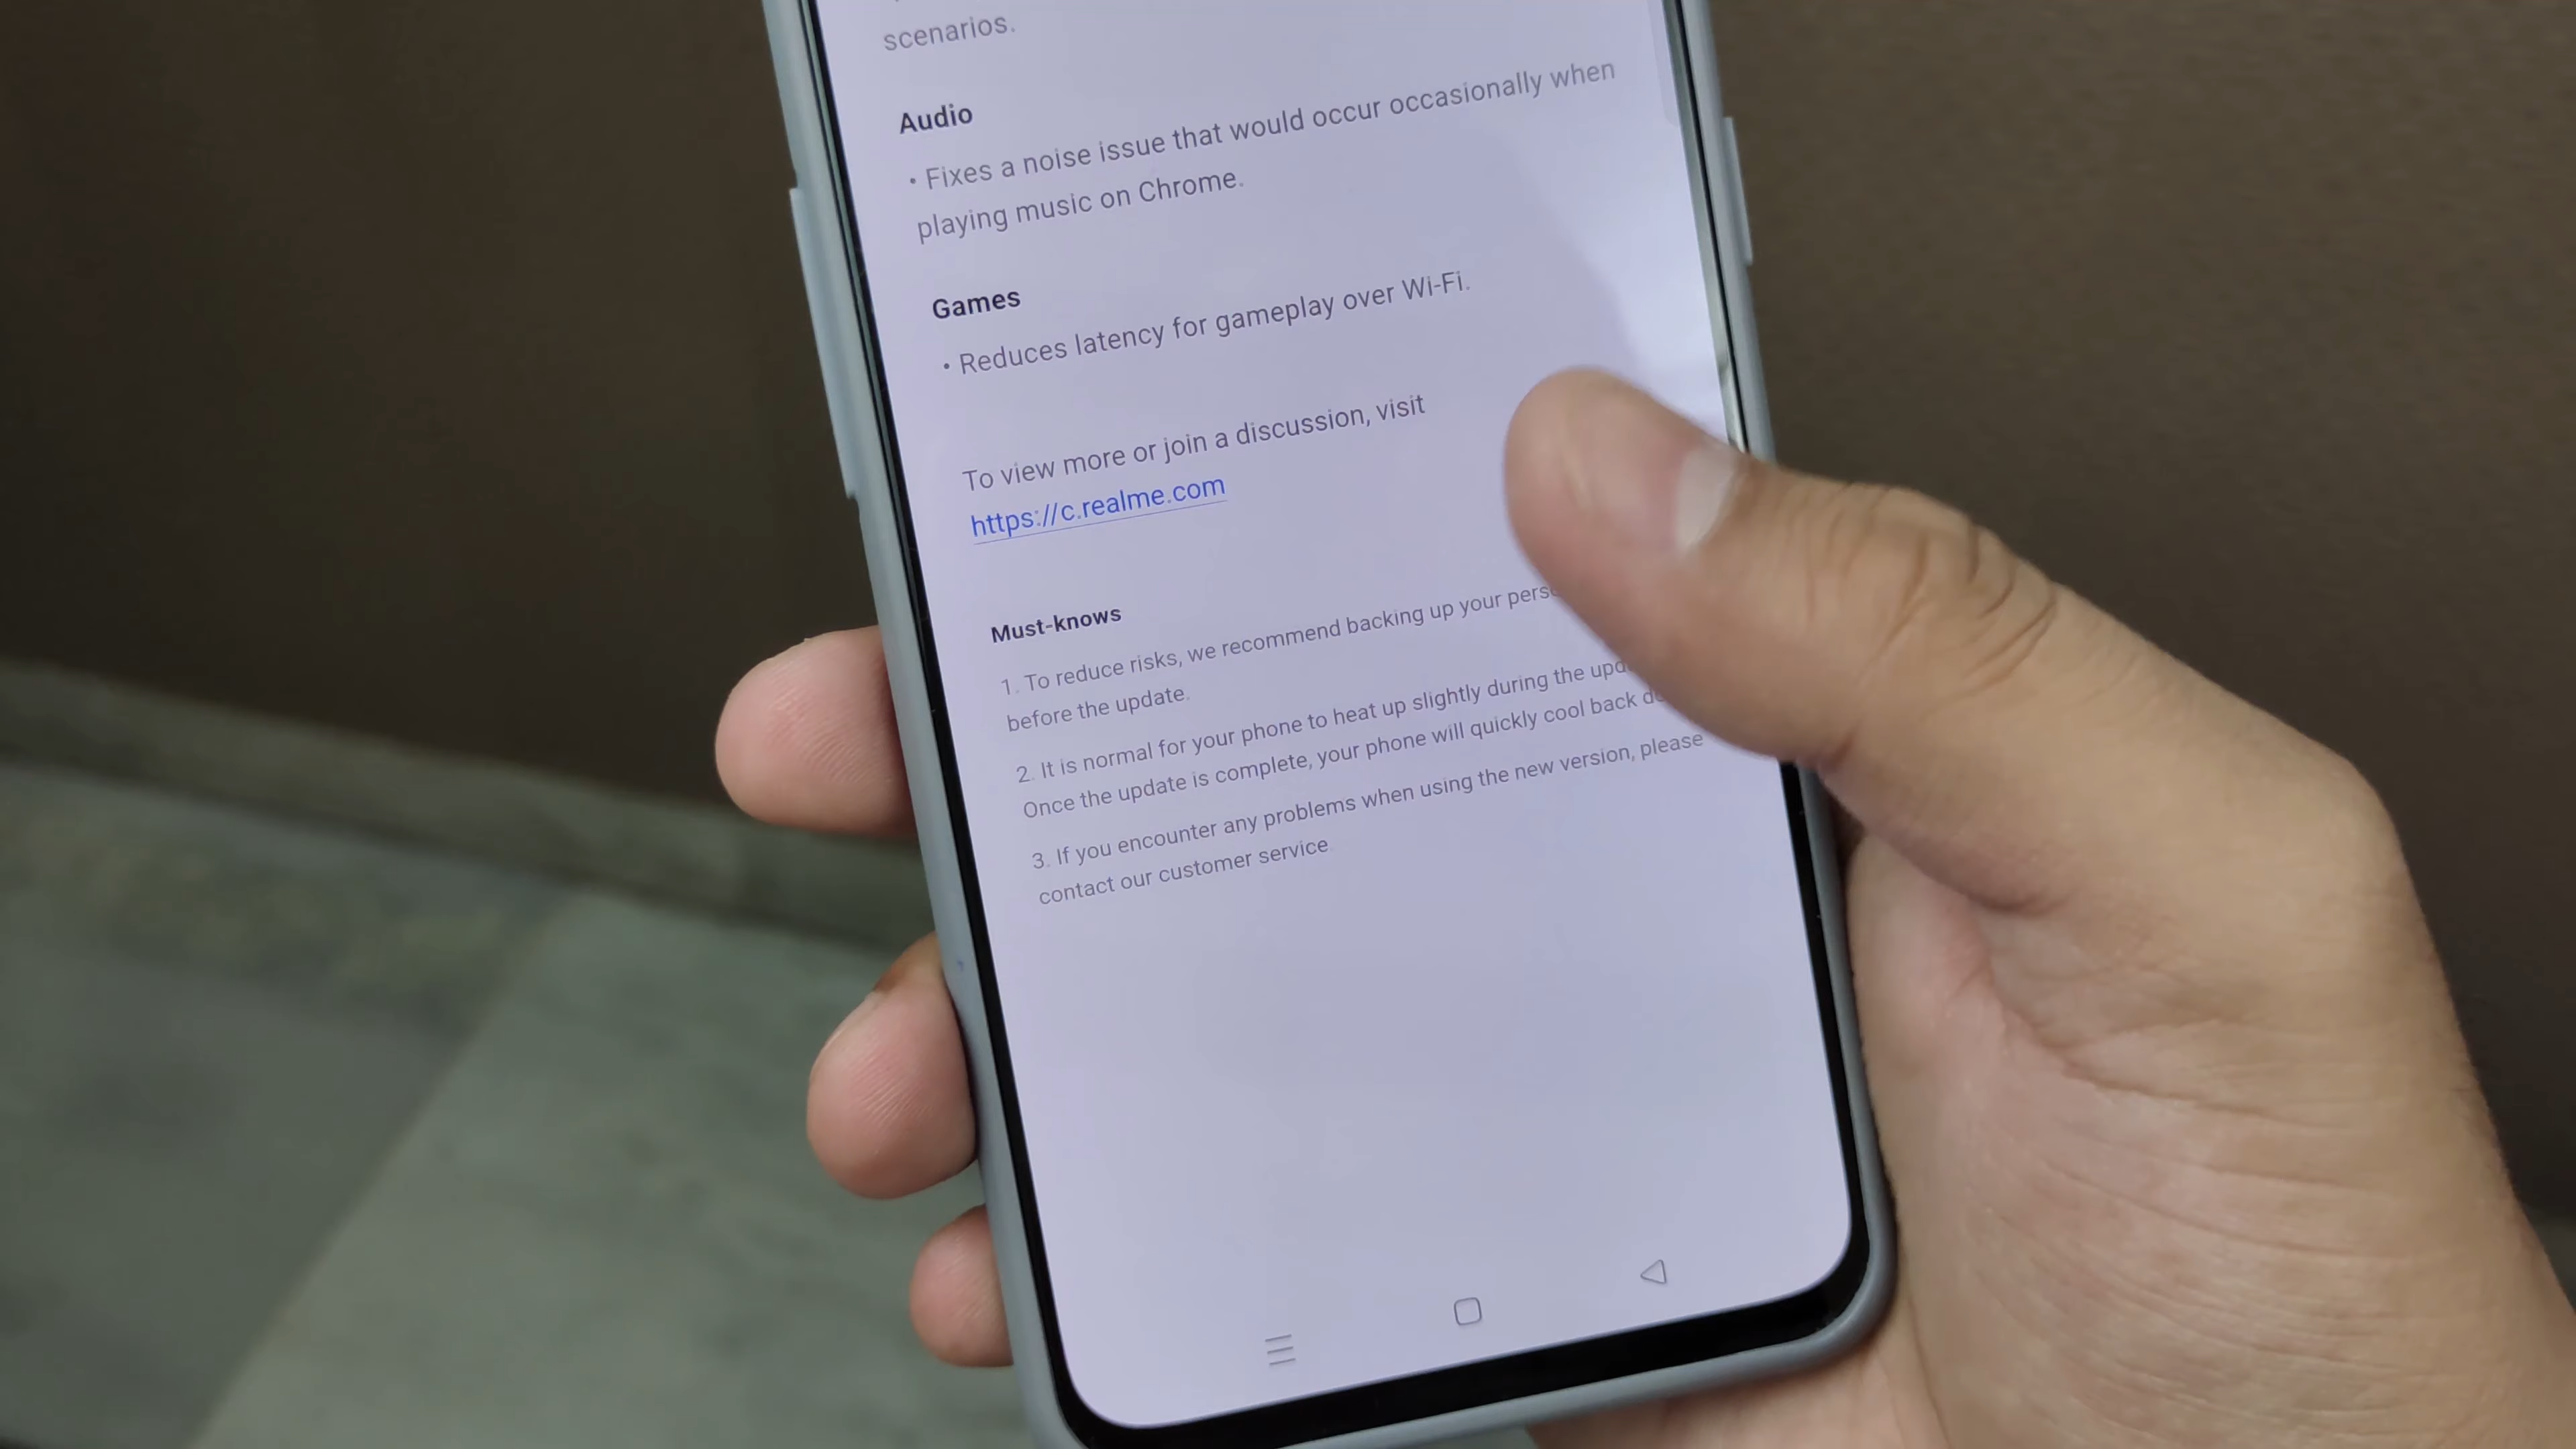 scenarios.
Audio
• Fixes a noise issue that would occur occasionally when
playing music on Chrome.
Games
• Reduces latency for gameplay over Wi-Fi.
To view more or join a discussion, visit
https://c.realme.com
Must-knows
1. To reduce risks, we recommend backing up your
before the update.
2. It is normal for your phone to heat up slightly during the
Once the update is complete, your phone will quickly cool back
3. If you encounter any problems when using the new version, please
contact our customer service.